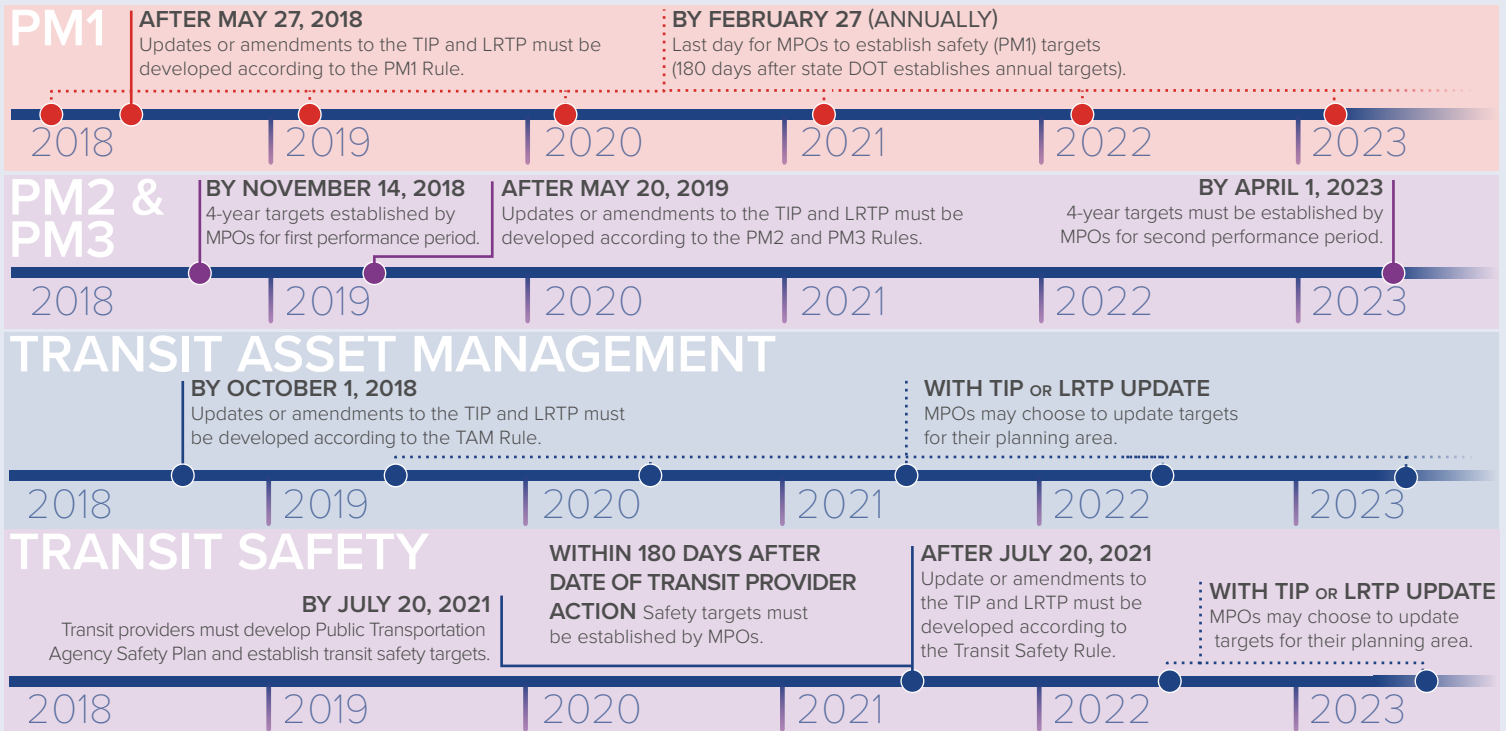 PM1
AFTER MAY 27, 2018
Updates or amendments to the TIP and LRTP must be
developed according to the PM1 Rule.
BY FEBRUARY 27 (ANNUALLY)
Last day for MPOs to establish safety (PM1) targets
(180 days after state DOT establishes annual targets).
2018
2019
2020
2021
2022
2023
PM2 &
PM3
BY NOVEMBER 14, 2018
4-year targets established by
MPOs for first performance period.
AFTER MAY 20, 2019
Updates or amendments to the TIP and LRTP must be
developed according to the PM2 and PM3 Rules.
BY APRIL 1, 2023
4-year targets must be established by
MPOs for second performance period.
2018
2019
2020
2021
2022
2023
TRANSIT ASSET MANAGEMENT
BY OCTOBER 1, 2018
Updates or amendments to the TIP and LRTP must
be developed according to the TAM Rule.
WITH TIP OR LRTP UPDATE
MPOs may choose to update targets
for their planning area.
2018
2019
2020
2021
2022
2023
TRANSIT SAFETY
BY JULY 20, 2021
Transit providers must develop Public Transportation
Agency Safety Plan and establish transit safety targets.
WITHIN 180 DAYS AFTER
DATE OF TRANSIT PROVIDER
ACTION Safety targets must
be established by MPOs.
AFTER JULY 20, 2021
Update or amendments to
the TIP and LRTP must be
developed according to
the Transit Safety Rule.
WITH TIP OR LRTP UPDATE
MPOs may choose to update
targets for their planning area.
2018
2019
2020
2021
2022
2023